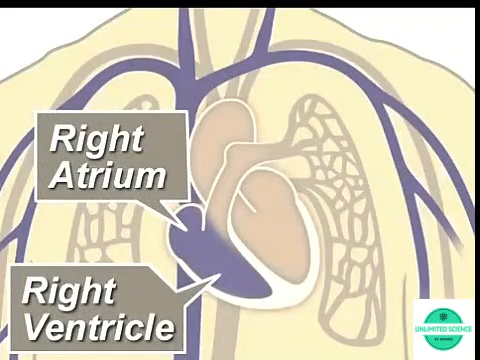 Right
Atrium
Right
Ventricle
UNLIMITED SCIENCE